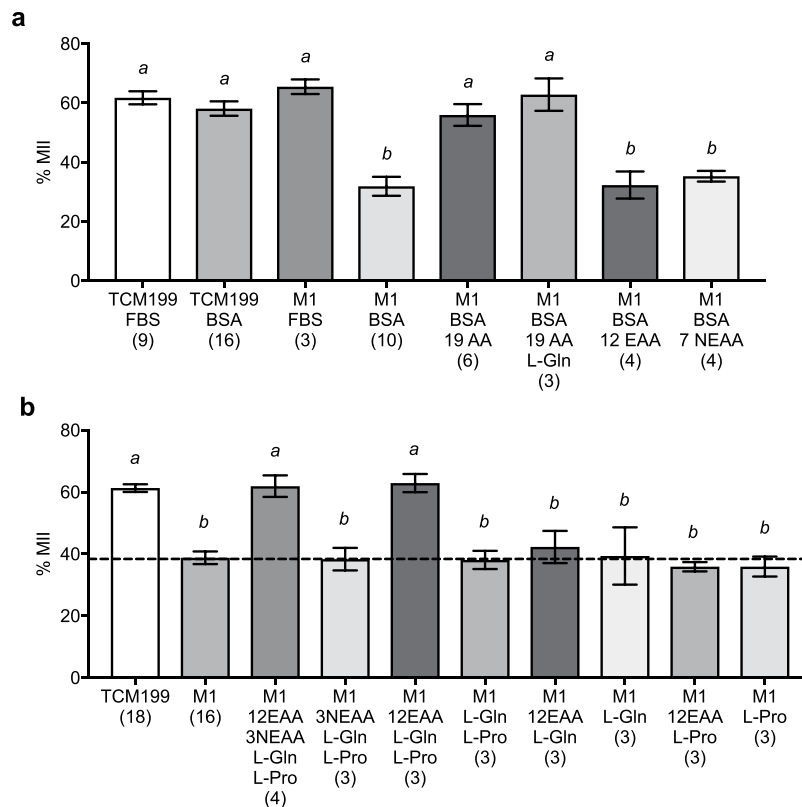 a
80
60
40
20
0
% MII
a
a
a
b
a
a
b
b
TCM199
FBS
(9)
TCM199
BSA
(16)
M1
FBS
(3)
M1
BSA
(10)
M1
BSA
19 AA
(6)
M1
BSA
19 AA
L-Gln
(3)
M1
BSA
12 EAA
(4)
M1
BSA
7 NEAA
(4)
b
80
60
40
20
0
% MII
a
b
a
b
a
b
b
b
b
b
TCM199
(18)
M1
(16)
M1
12EAA
3NEAA
L-Gln
L-Pro
(4)
M1
3NEAA
L-Gln
L-Pro
(3)
M1
12EAA
L-Gln
L-Pro
(3)
M1
L-Gln
L-Pro
(3)
M1
12EAA
L-Gln
(3)
M1
L-Gln
(3)
M1
12EAA
L-Pro
(3)
M1
L-Pro
(3)